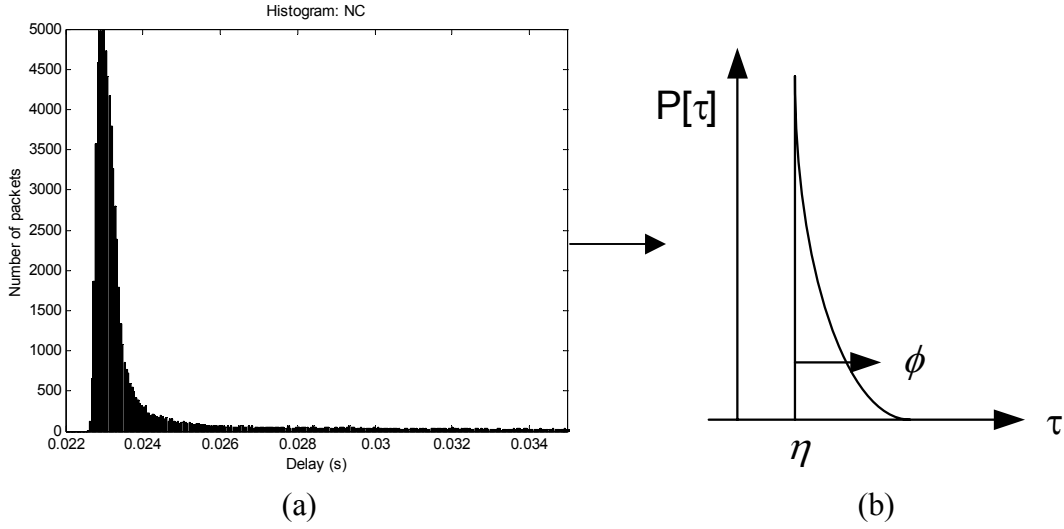 Histogram: NC
5000
4500
4000
3500
3000
2500
2000
1500
1000
500
0
Number of packets
0.022 0.024 0.026 0.028 0.03 0.032 0.034
Delay (s)
(a)
P[τ]
ϕ
τ
η
(b)